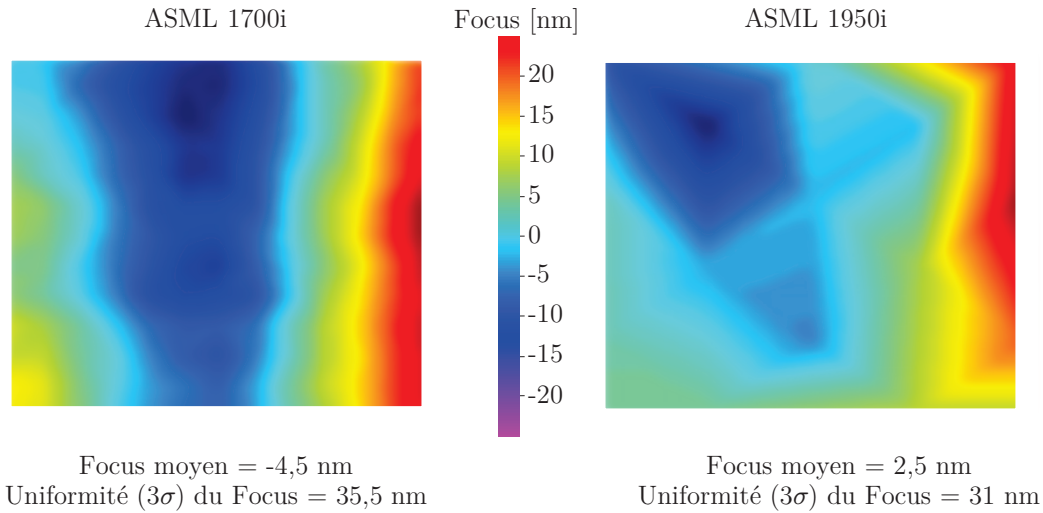 ASML 1700i
Focus [nm]
ASML 1950i
20
15
10
5
0
-5
-10
-15
-20
Focus moyen = -4,5 nm
Uniformité (3σ) du Focus = 35,5 nm
Focus moyen = 2,5 nm
Uniformité (3σ) du Focus = 31 nm